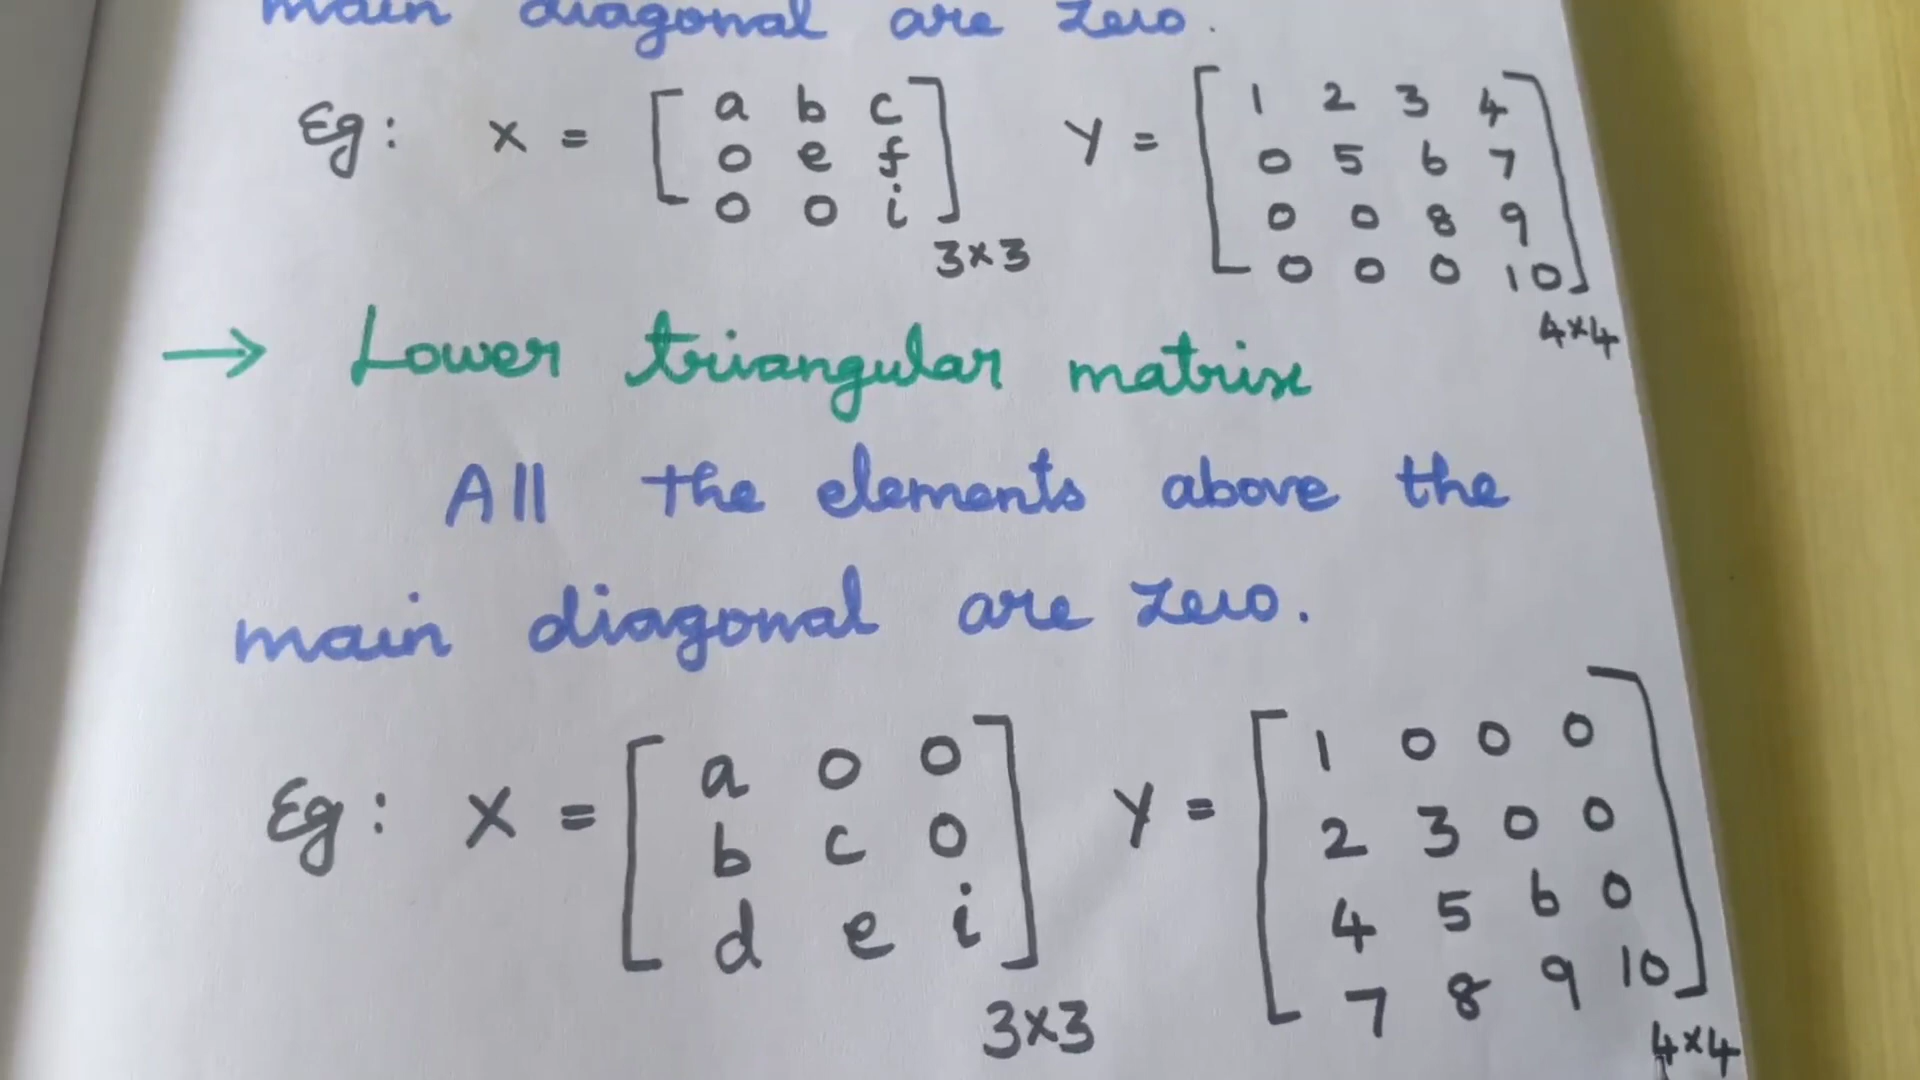 main diagonal are zero.
Eg: X = [ a b c Y = [ 1 2 3 4
0 e f 0 5 6 7
0 0 i ] 0 0 8 9
3×3 0 0 0 10 ]
4×4
→ Lower triangular matrix
All the elements above the
main diagonal are zero.
Eg: X = [ a 0 0 Y = [ 1 0 0 0
b c 0 2 3 0 0
d e i ] 4 5 6 0
3×3 7 8 9 10 ]
4×4